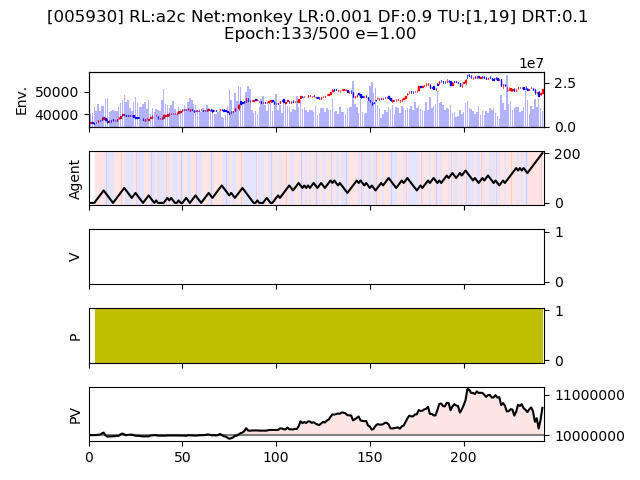 [005930] RL:a2c Net:monkey LR:0.001 DF:0.9 TU:[1,19] DRT:0.1
Epoch:133/500 e=1.00
1e7
Env.
50000
40000
2.5
0.0
Agent
200
0
V
1
0
P
1
0
PV
11000000
10000000
0
50
100
150
200